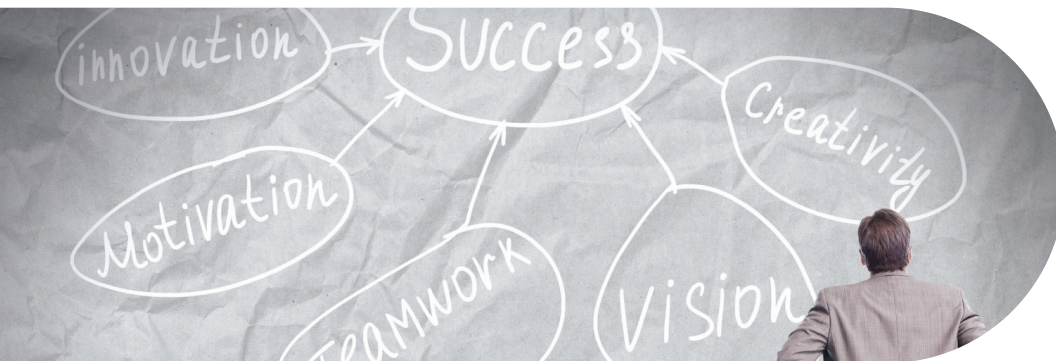 innovation
Success
Creativity
Motivation
Teamwork
Vision